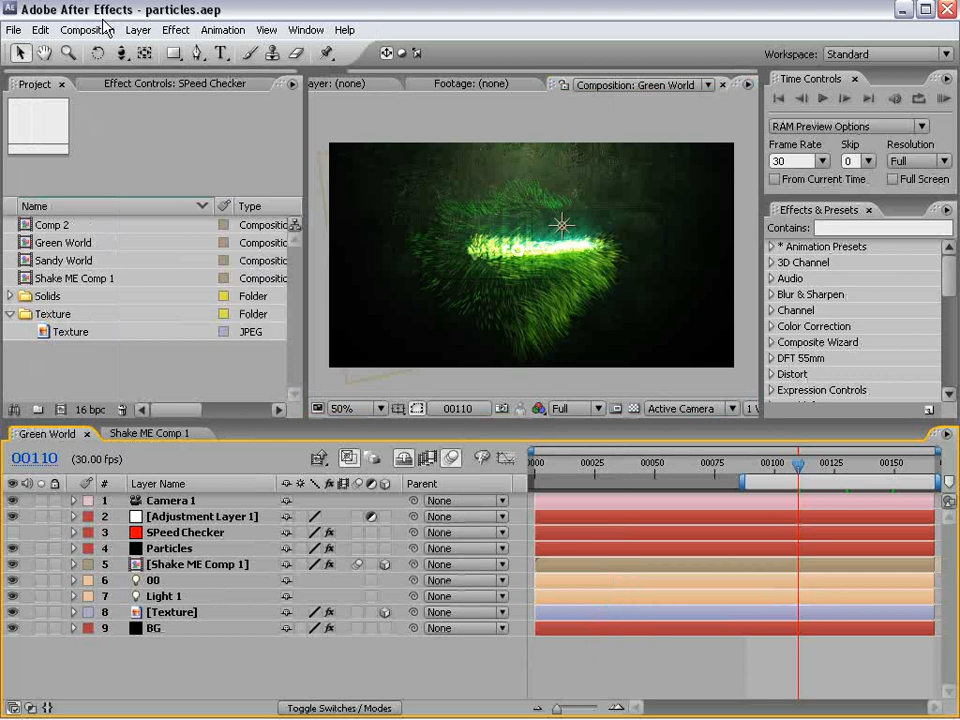 Adobe After Effects - particles.aep
File Edit Composition Layer Effect Animation View Window Help
Workspace: Standard
Project Effect Controls: SPeed Checker
ayer: (none) Footage: (none) Composition: Green World
Time Controls
RAM Preview Options
Frame Rate Skip Resolution
30 0 Full
From Current Time Full Screen
Effects & Presets
Contains:
* Animation Presets
3D Channel
Audio
Blur & Sharpen
Channel
Color Correction
Composite Wizard
DFT 55mm
Distort
Expression Controls
Name Type
Comp 2 Compositic
Green World Compositic
Sandy World Compositic
Shake ME Comp 1 Compositic
Solids Folder
Texture Folder
Texture JPEG
16 bpc
50% 00110 Full Active Camera 1 V
Green World Shake ME Comp 1
00110 (30.00 fps)
0000 00025 00050 00075 00100 00125 00150
# Layer Name Parent
1 Camera 1 None
2 [Adjustment Layer 1] None
3 SPeed Checker None
4 Particles None
5 [Shake ME Comp 1] None
6 00 None
7 Light 1 None
8 [Texture] None
9 BG None
Toggle Switches / Modes